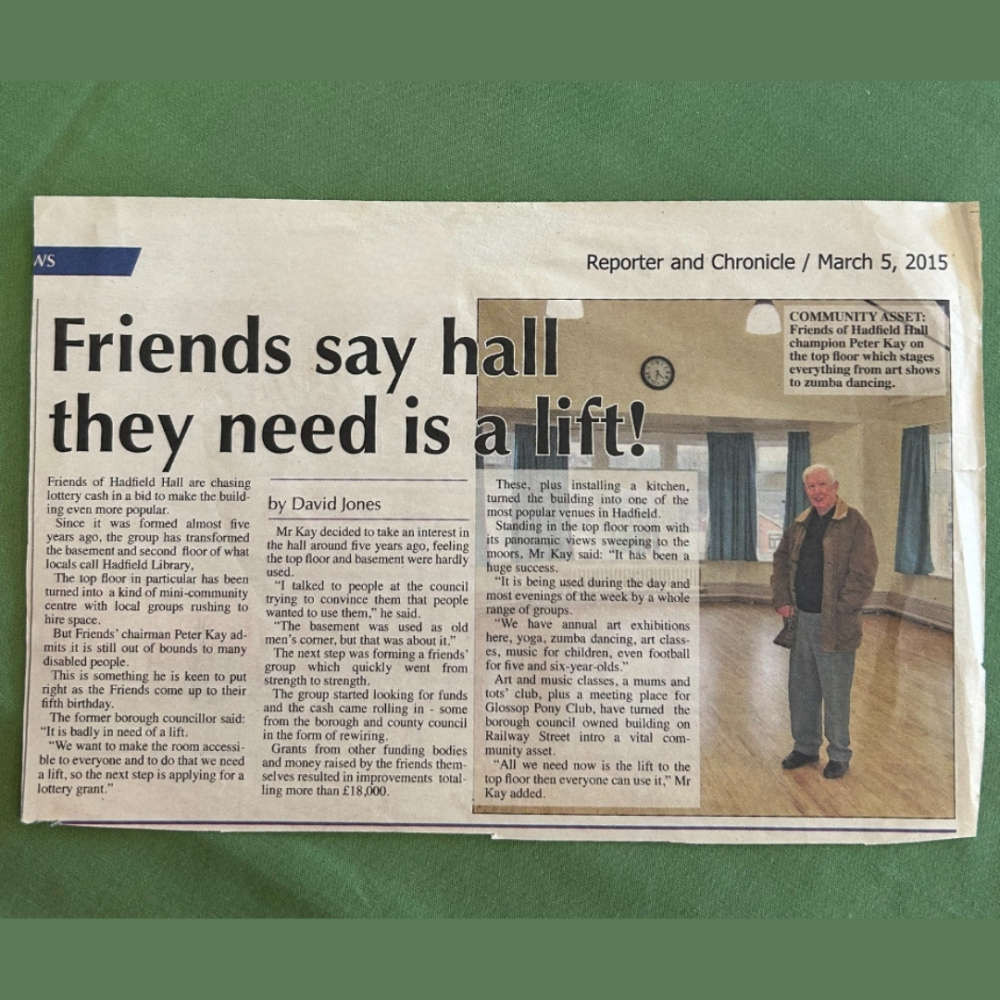 WS
Reporter and Chronicle / March 5, 2015
Friends say hall
they need is a lift!
COMMUNITY ASSET:
Friends of Hadfield Hall
champion Peter Kay on
the top floor which stages
everything from art shows
to zumba dancing.
Friends of Hadfield Hall are chasing
lottery cash in a bid to make the build-
ing even more popular.
Since it was formed almost five
years ago, the group has transformed
the basement and second floor of what
locals call Hadfield Library,
The top floor in particular has been
turned into a kind of mini-community
centre with local groups rushing to
hire space.
But Friends' chairman Peter Kay ad-
mits it is still out of bounds to many
disabled people.
This is something he is keen to put
right as the Friends come up to their
fifth birthday.
The former borough councillor said:
"It is badly in need of a lift.
"We want to make the room accessi-
ble to everyone and to do that we need
a lift, so the next step is applying for a
lottery grant."
by David Jones
Mr Kay decided to take an interest in
the hall around five years ago, feeling
the top floor and basement were hardly
used.
"I talked to people at the council
trying to convince them that people
wanted to use them," he said.
"The basement was used as old
men's corner, but that was about it."
The next step was forming a friends'
group which quickly went from
strength to strength.
The group started looking for funds
and the cash came rolling in - some
from the borough and county council
in the form of rewiring.
Grants from other funding bodies
and money raised by the friends them-
selves resulted in improvements total-
ling more than £18,000.
These, plus installing a kitchen,
turned the building into one of the
most popular venues in Hadfield.
Standing in the top floor room with
its panoramic views sweeping to the
moors, Mr Kay said: "It has been a
huge success.
"It is being used during the day and
most evenings of the week by a whole
range of groups.
"We have annual art exhibitions
here, yoga, zumba dancing, art class-
es, music for children, even football
for five and six-year-olds."
Art and music classes, a mums and
tots' club, plus a meeting place for
Glossop Pony Club, have turned the
borough council owned building on
Railway Street intro a vital com-
munity asset.
"All we need now is the lift to the
top floor then everyone can use it," Mr
Kay added.